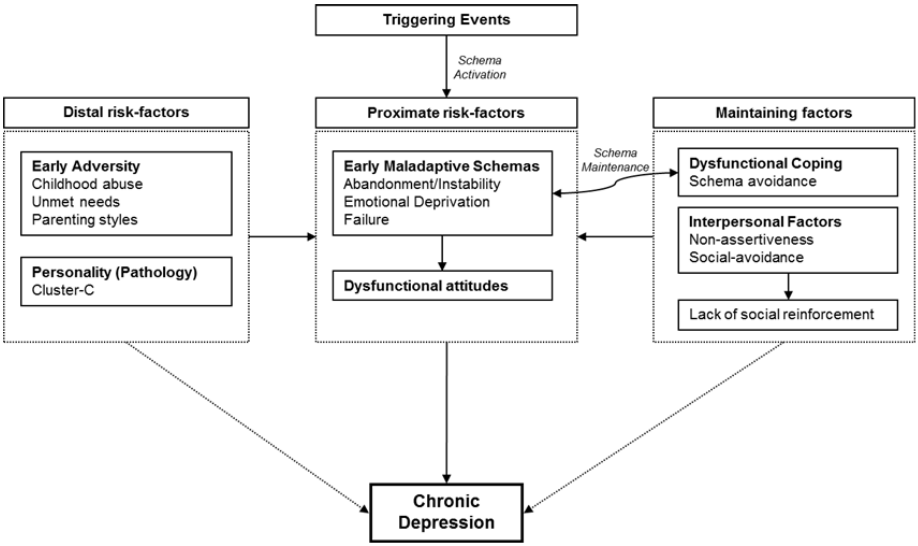 Triggering Events
Schema
Activation
Distal risk-factors
Early Adversity
Childhood abuse
Unmet needs
Parenting styles
Personality (Pathology)
Cluster-C
Proximate risk-factors
Early Maladaptive Schemas
Abandonment/Instability
Emotional Deprivation
Failure
Dysfunctional attitudes
Schema
Maintenance
Maintaining factors
Dysfunctional Coping
Schema avoidance
Interpersonal Factors
Non-assertiveness
Social-avoidance
Lack of social reinforcement
Chronic
Depression